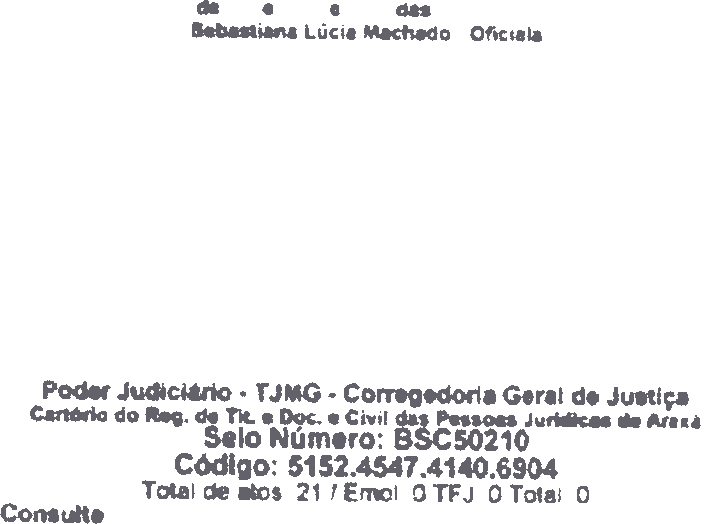 de e e das
Sebastiana Lúcia Machado Oficiala
Poder Judiciário - TJMG - Corregedoria Geral de Justiça
Cartório do Reg. de Tit. e Doc. e Civil das Pessoas Jurídicas de Araxá
Selo Número: BSC50210
Código: 5152.4547.4140.6904
Total de atos 21 / Emol 0 TFJ 0 Total 0
Consulte